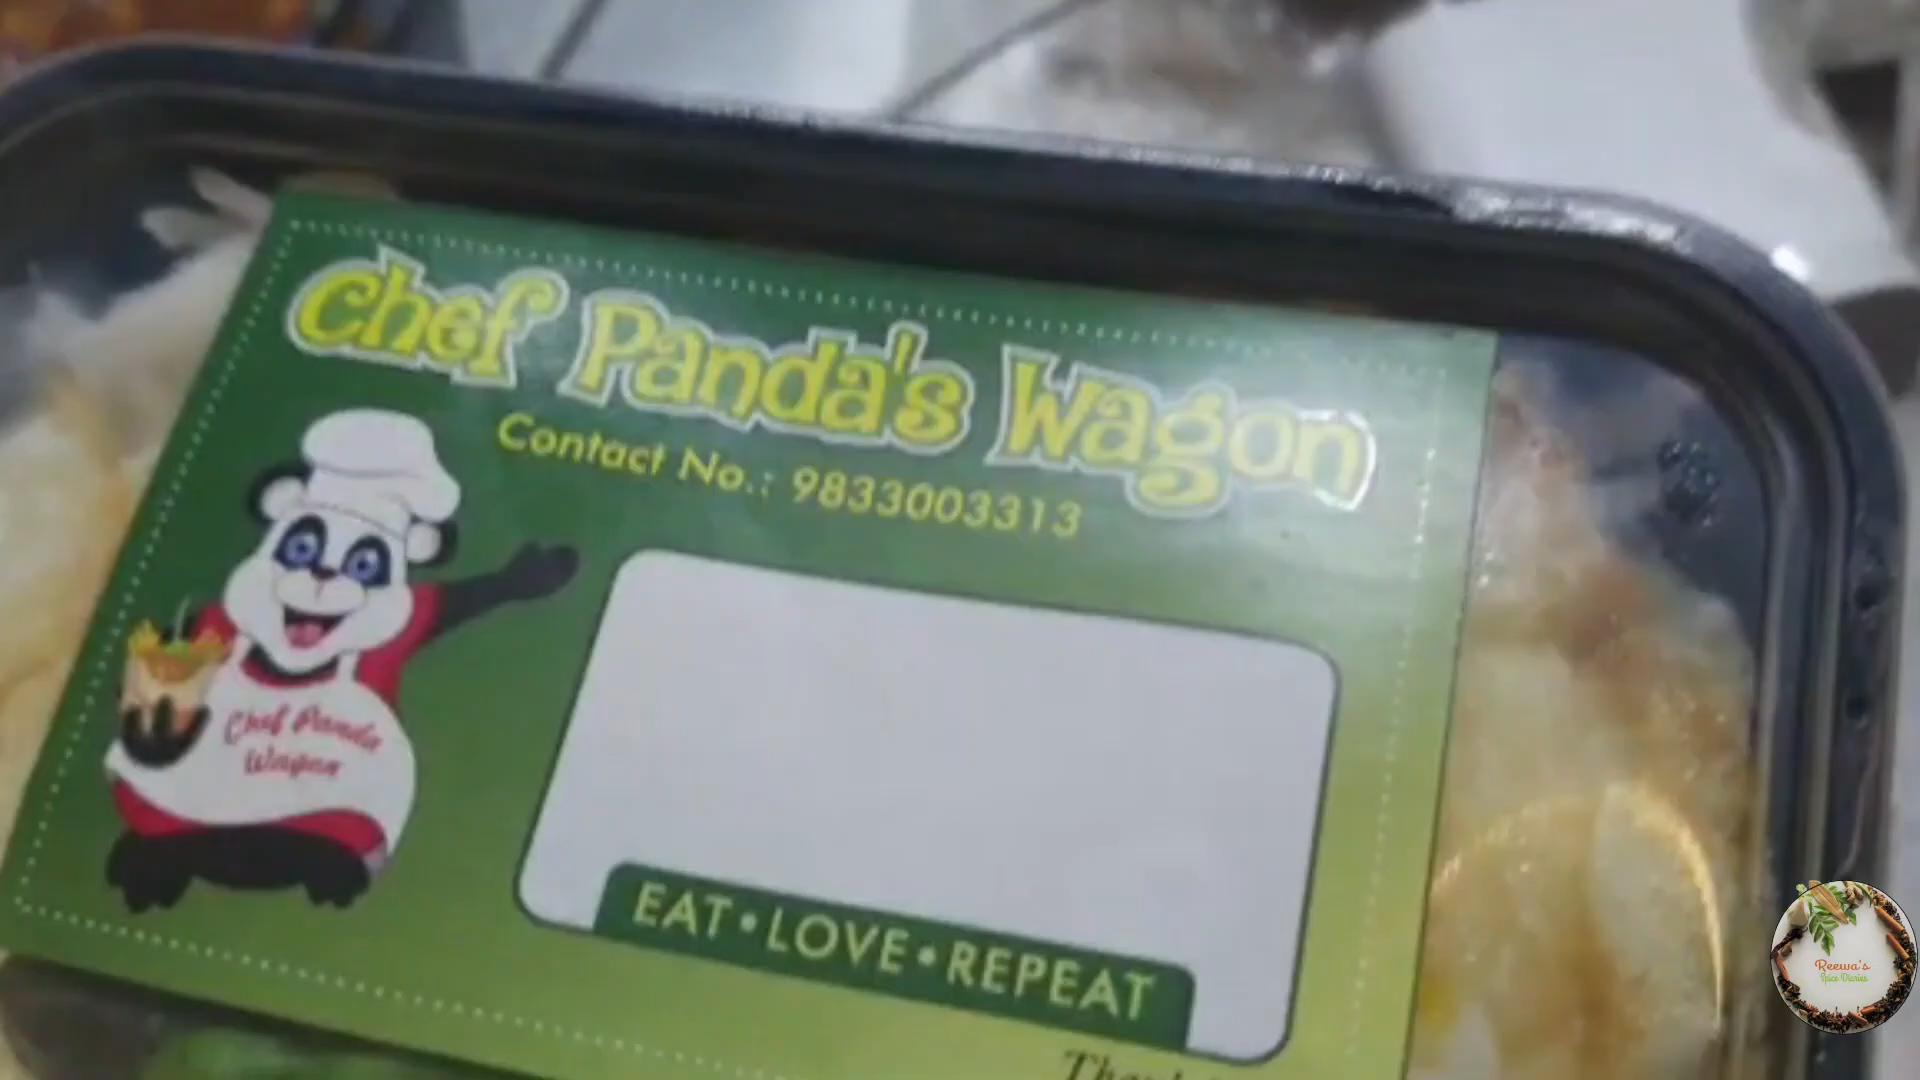 Chef Panda's Wagon
Contact No.: 9833003313
Chef Panda
Wagon
EAT•LOVE•REPEAT
Reewa's
Spice Diaries